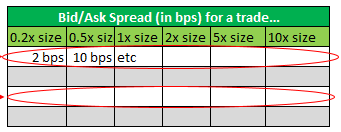 Bid/Ask Spread (in bps) for a trade...
0.2x size 0.5x siz 1x size 2x size 5x size 10x size
2 bps 10 bps etc